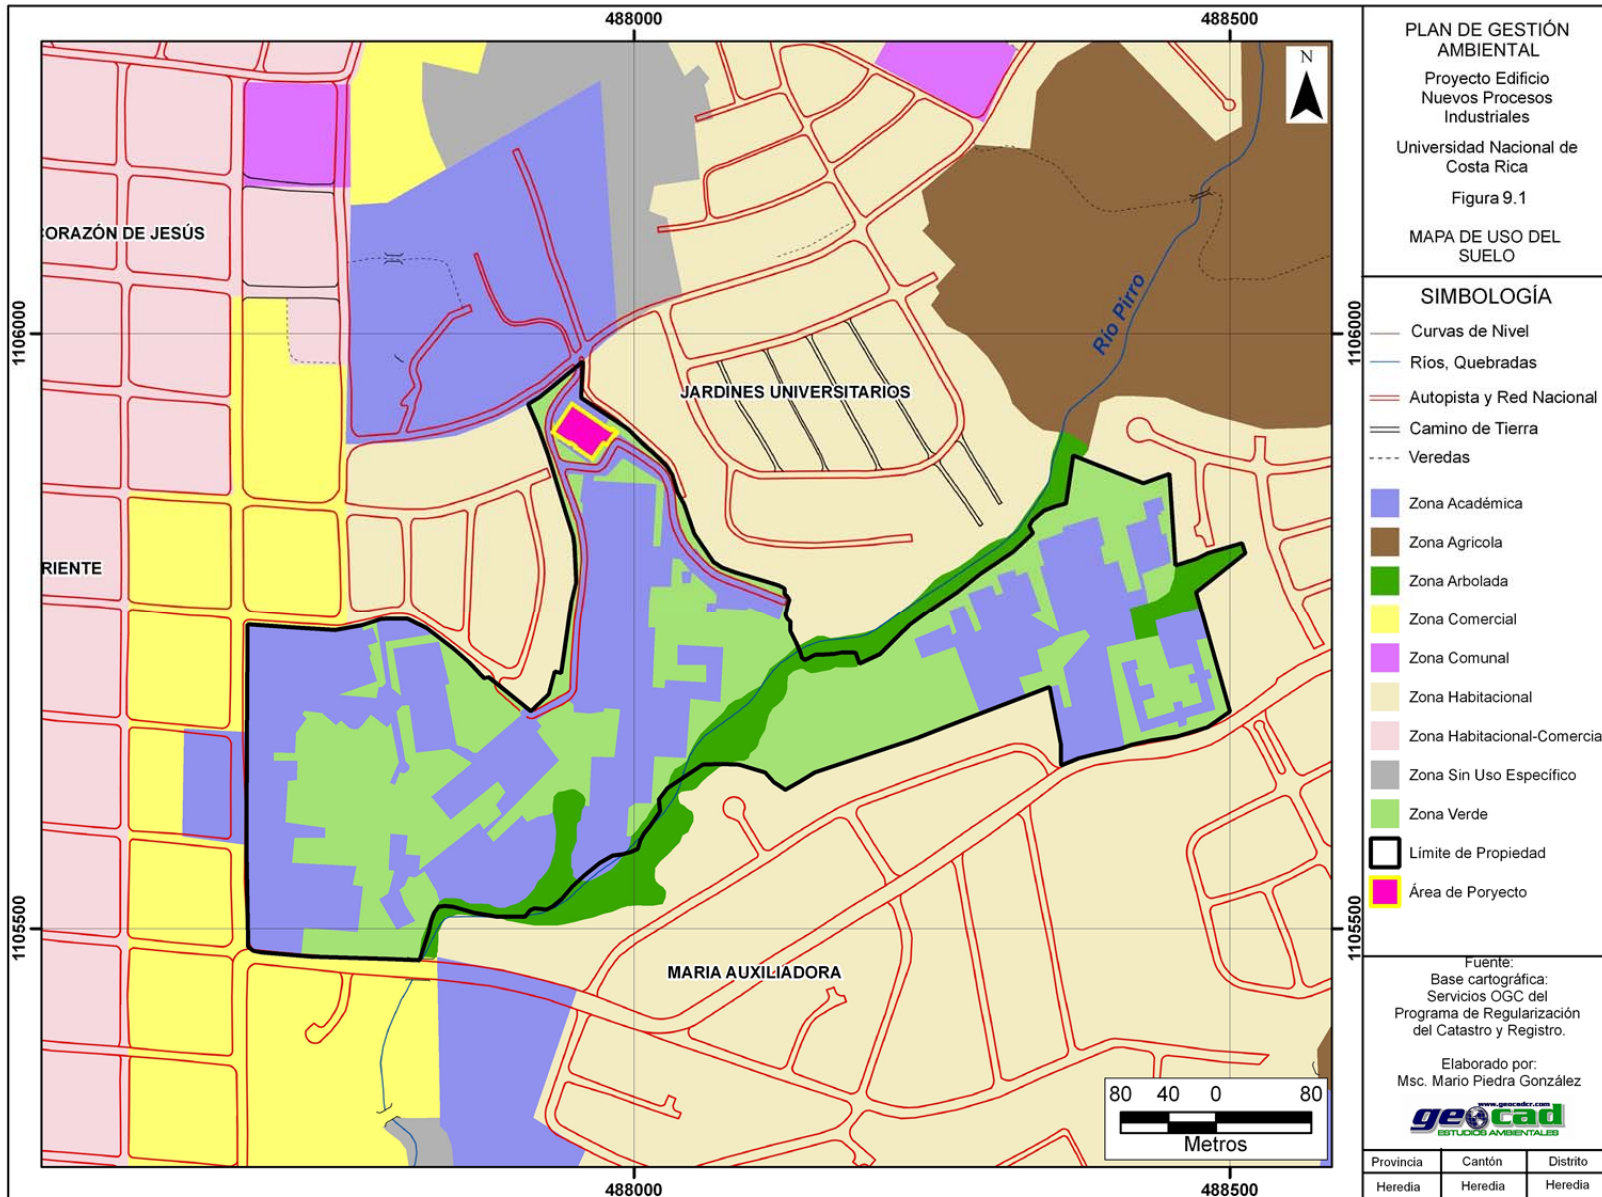 488000
488500
1106000
1105500
N
CORAZÓN DE JESÚS
RIENTE
JARDINES UNIVERSITARIOS
Río Pirro
MARIA AUXILIADORA
1106000
1105500
80 40 0 80
Metros
488000
488500
PLAN DE GESTIÓN
AMBIENTAL
Proyecto Edificio
Nuevos Procesos
Industriales
Universidad Nacional de
Costa Rica
Figura 9.1
MAPA DE USO DEL
SUELO
SIMBOLOGÍA
Curvas de Nivel
Ríos, Quebradas
Autopista y Red Nacional
Camino de Tierra
Veredas
Zona Académica
Zona Agricola
Zona Arbolada
Zona Comercial
Zona Comunal
Zona Habitacional
Zona Habitacional-Comercia
Zona Sin Uso Específico
Zona Verde
Límite de Propiedad
Área de Poryecto
Fuente:
Base cartográfica:
Servicios OGC del
Programa de Regularización
del Catastro y Registro.
Elaborado por:
Msc. Mario Piedra González
www.geocadcr.com
geocad
ESTUDIOS AMBIENTALES
Provincia Cantón Distrito
Heredia Heredia Heredia